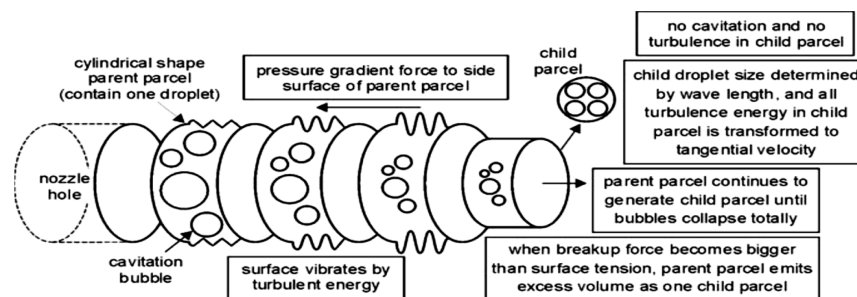 no cavitation and no
turbulence in child parcel
child
parcel
cylindrical shape
parent parcel
(contain one droplet)
pressure gradient force to side
surface of parent parcel
child droplet size determined
by wave length, and all
turbulence energy in child
parcel is transformed to
tangential velocity
nozzle
hole
parent parcel continues to
generate child parcel until
bubbles collapse totally
cavitation
bubble
surface vibrates by
turbulent energy
when breakup force becomes bigger
than surface tension, parent parcel emits
excess volume as one child parcel